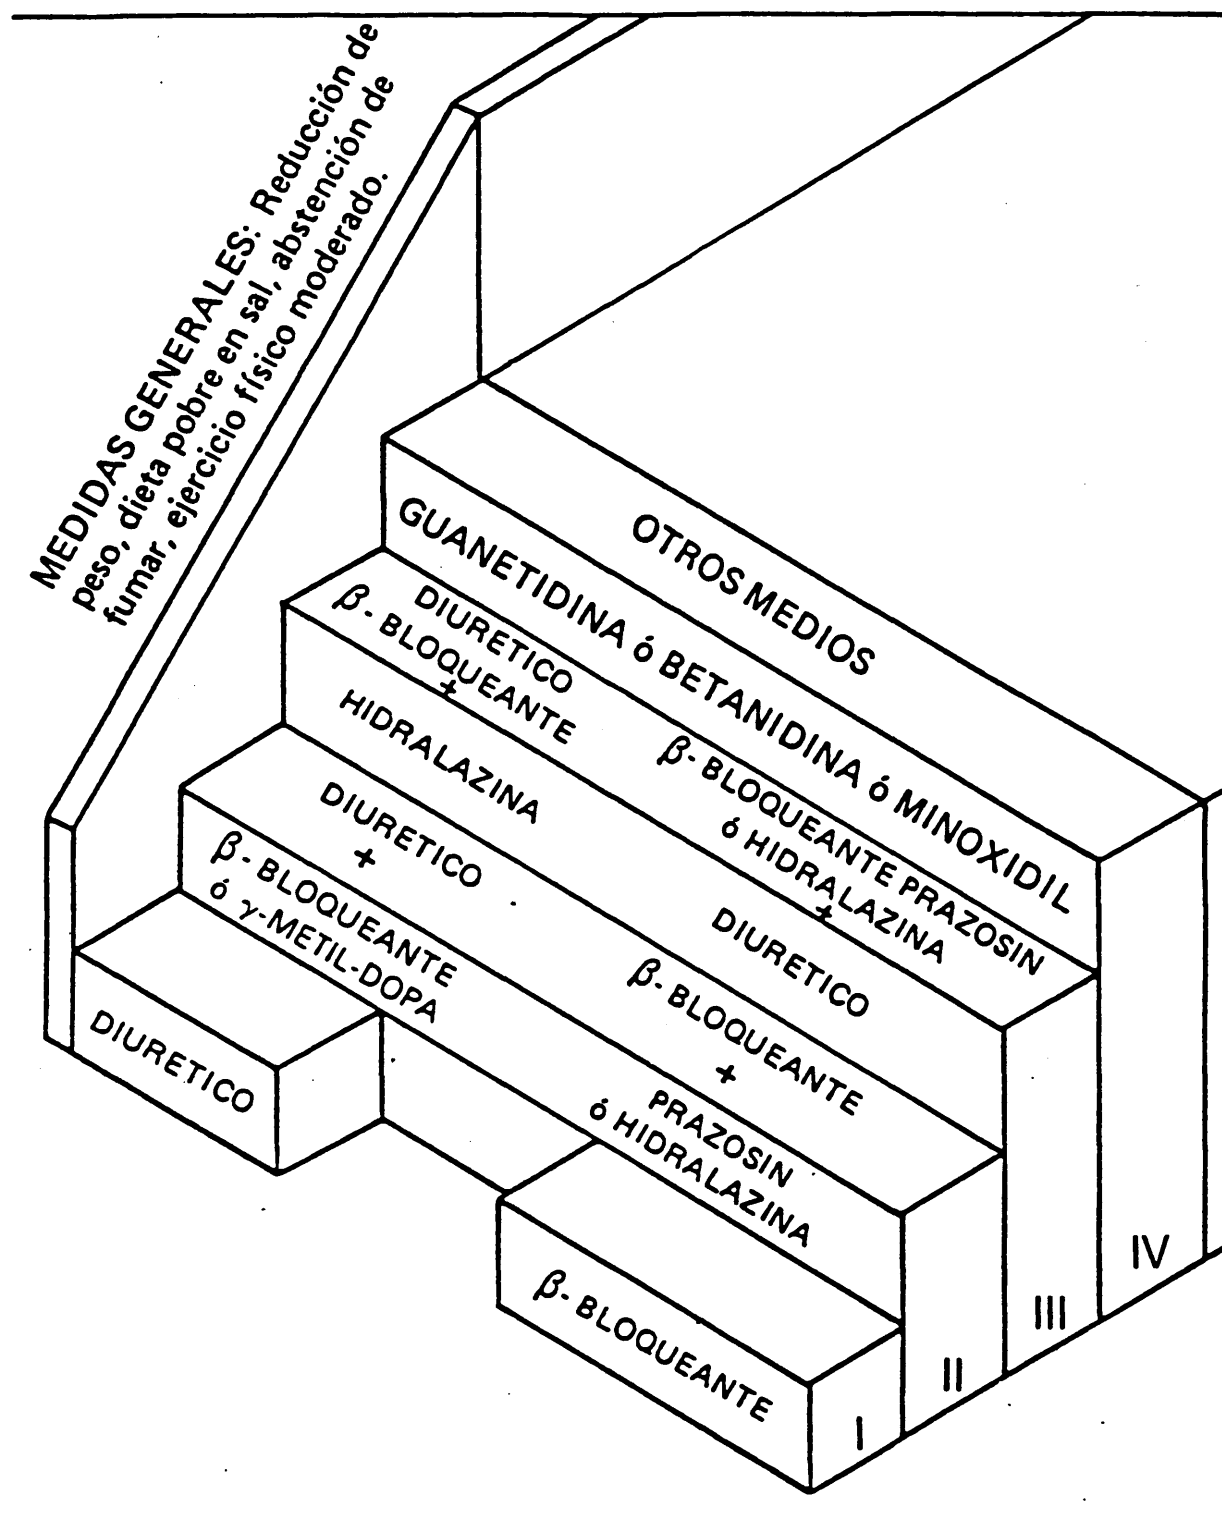 MEDIDAS GENERALES: Reducción de
peso, dieta pobre en sal, abstención de
fumar, ejercicio físico moderado.
OTROS MEDIOS
GUANETIDINA ó BETANIDINA ó MINOXIDIL
DIURETICO
β-BLOQUEANTE
+
HIDRALAZINA
β-BLOQUEANTE PRAZOSIN
ó HIDRALAZINA
+
DIURETICO
DIURETICO
+
β-BLOQUEANTE
ó γ-METIL-DOPA
β-BLOQUEANTE
+
PRAZOSIN
ó HIDRALAZINA
DIURETICO
β-BLOQUEANTE
I
II
III
IV